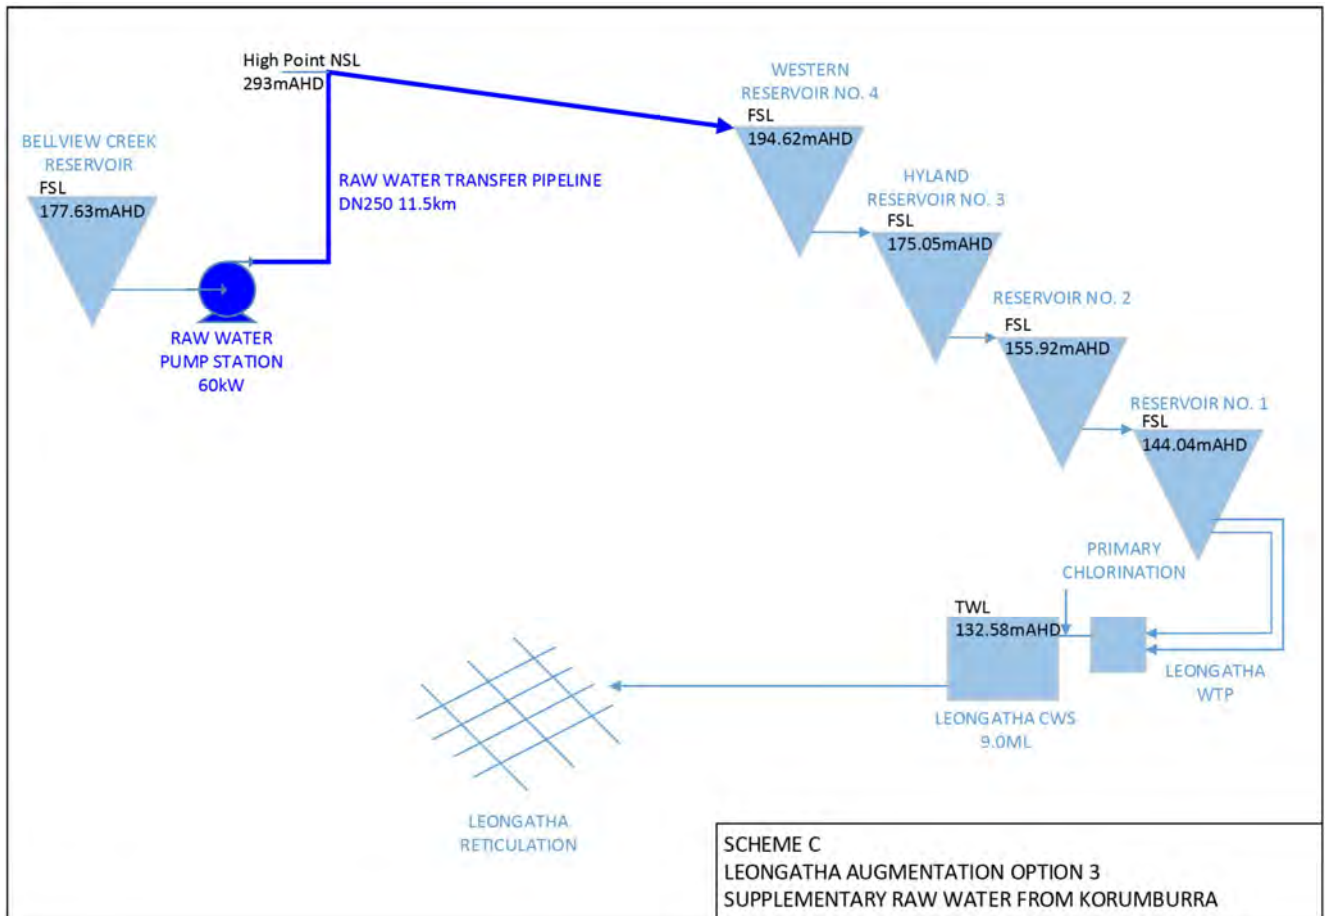 High Point NSL
293mAHD
BELLVIEW CREEK
RESERVOIR
FSL
177.63mAHD
RAW WATER TRANSFER PIPELINE
DN250 11.5km
RAW WATER
PUMP STATION
60kW
WESTERN
RESERVOIR NO. 4
FSL
194.62mAHD
HYLAND
RESERVOIR NO. 3
FSL
175.05mAHD
RESERVOIR NO. 2
FSL
155.92mAHD
RESERVOIR NO. 1
FSL
144.04mAHD
PRIMARY
CHLORINATION
TWL
132.58mAHD
LEONGATHA
WTP
LEONGATHA CWS
9.0ML
LEONGATHA
RETICULATION
SCHEME C
LEONGATHA AUGMENTATION OPTION 3
SUPPLEMENTARY RAW WATER FROM KORUMBURRA